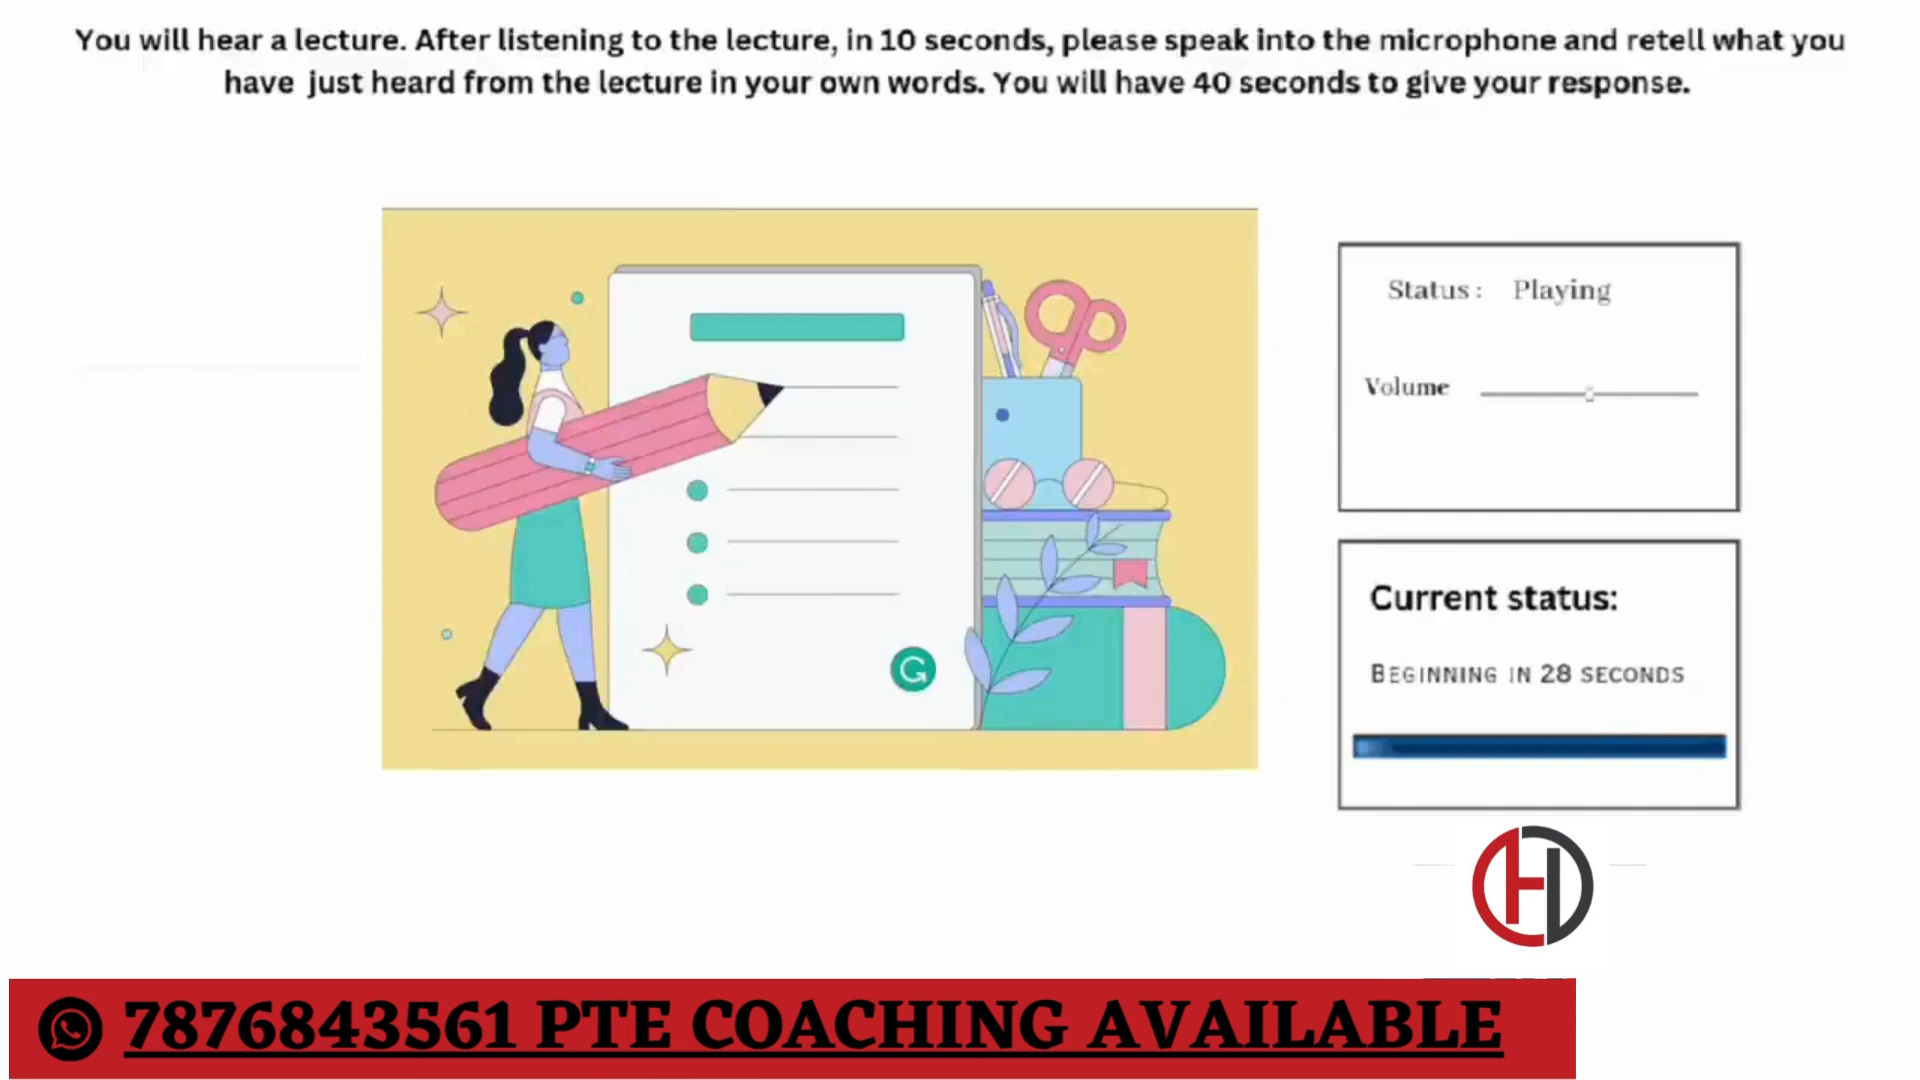 You will hear a lecture. After listening to the lecture, in 10 seconds, please speak into the microphone and retell what you
have just heard from the lecture in your own words. You will have 40 seconds to give your response.
Status: Playing
Volume
Current status:
BEGINNING IN 28 SECONDS
7876843561 PTE COACHING AVAILABLE